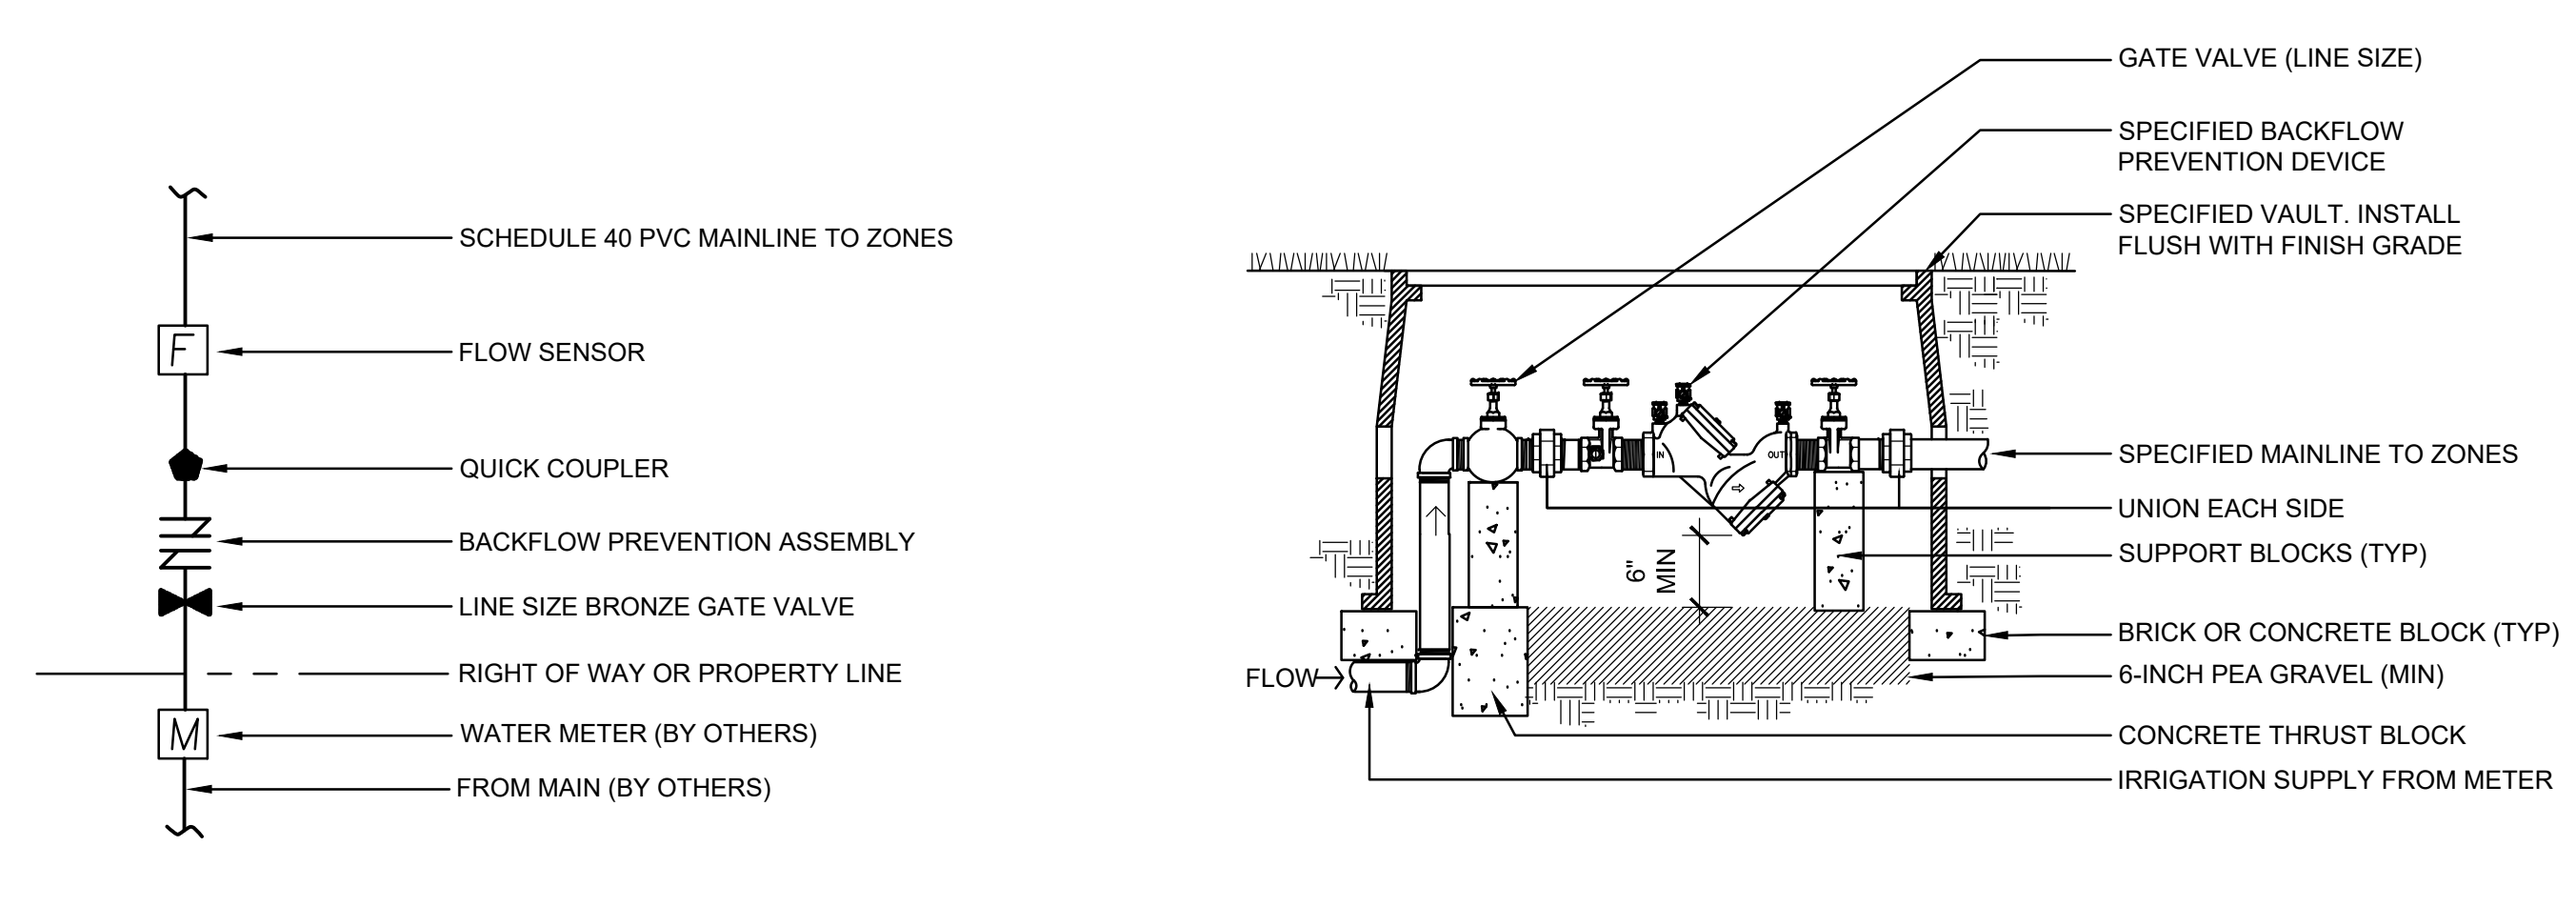 SCHEDULE 40 PVC MAINLINE TO ZONES
F
FLOW SENSOR
QUICK COUPLER
BACKFLOW PREVENTION ASSEMBLY
LINE SIZE BRONZE GATE VALVE
RIGHT OF WAY OR PROPERTY LINE
M
WATER METER (BY OTHERS)
FROM MAIN (BY OTHERS)
GATE VALVE (LINE SIZE)
SPECIFIED BACKFLOW
PREVENTION DEVICE
SPECIFIED VAULT. INSTALL
FLUSH WITH FINISH GRADE
IN
OUT
SPECIFIED MAINLINE TO ZONES
UNION EACH SIDE
SUPPORT BLOCKS (TYP)
6"
MIN
BRICK OR CONCRETE BLOCK (TYP)
6-INCH PEA GRAVEL (MIN)
FLOW
CONCRETE THRUST BLOCK
IRRIGATION SUPPLY FROM METER